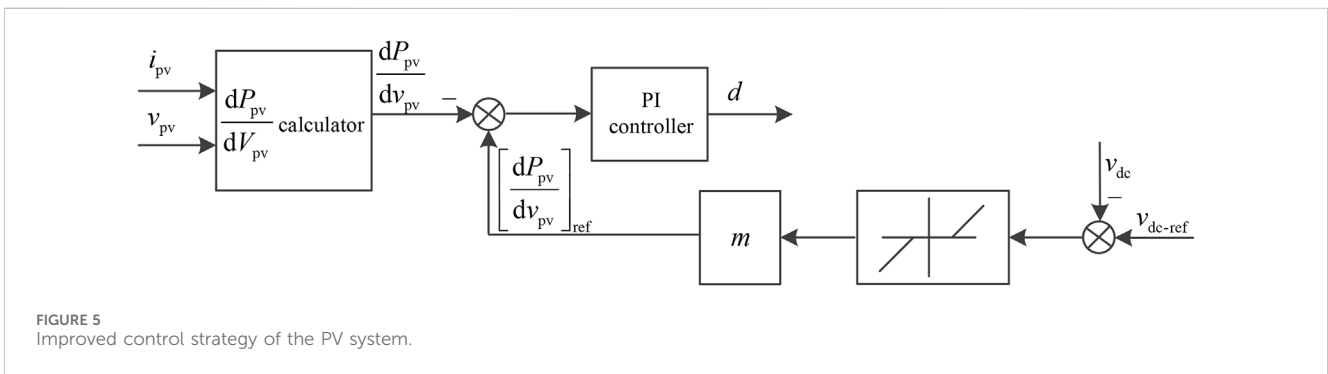 i_pv
v_pv
dP_pv
dV_pv
calculator
dP_pv
dv_pv
−
PI
controller
d
[dP_pv
dv_pv]_ref
m
v_dc
−
v_dc-ref
FIGURE 5
Improved control strategy of the PV system.